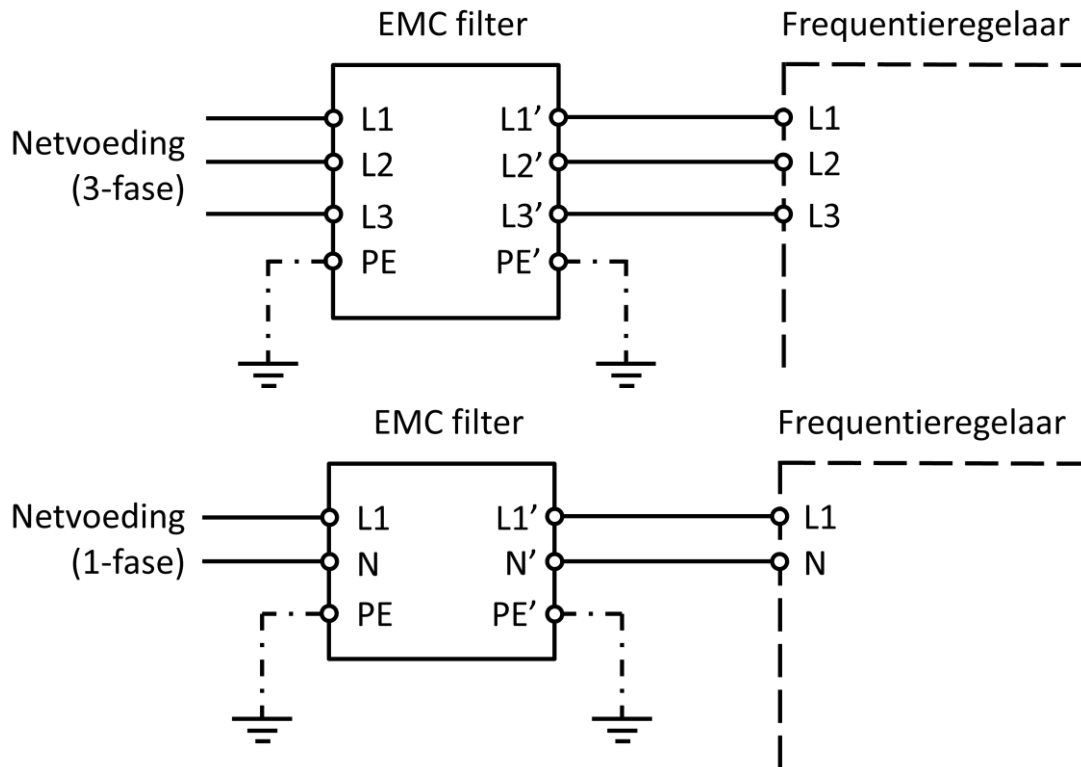 EMC filter
Frequentieregelaar
Netvoeding
(3-fase)
L1
L2
L3
PE
L1’
L2’
L3’
PE’
L1
L2
L3
EMC filter
Frequentieregelaar
Netvoeding
(1-fase)
L1
N
PE
L1’
N’
PE’
L1
N